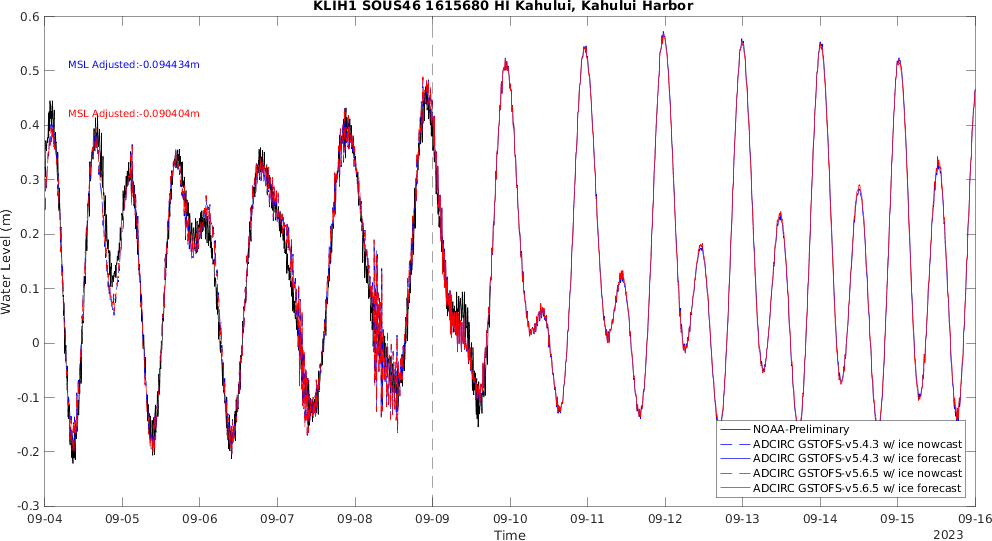 KLIH1 SOUS46 1615680 HI Kahului, Kahului Harbor
0.6
0.5
0.4
0.3
0.2
0.1
0
-0.1
-0.2
-0.3
Water Level (m)
MSL Adjusted:-0.094434m
MSL Adjusted:-0.090404m
NOAA-Preliminary
ADCIRC GSTOFS-v5.4.3 w/ ice nowcast
ADCIRC GSTOFS-v5.4.3 w/ ice forecast
ADCIRC GSTOFS-v5.6.5 w/ ice nowcast
ADCIRC GSTOFS-v5.6.5 w/ ice forecast
09-04 09-05 09-06 09-07 09-08 09-09 09-10 09-11 09-12 09-13 09-14 09-15 09-16
Time
2023